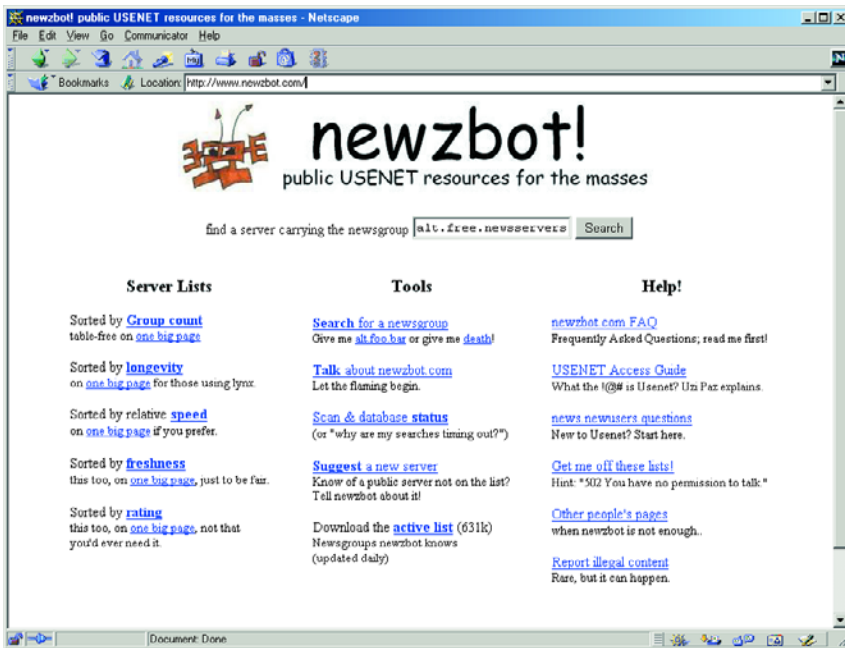 newzbot! public USENET resources for the masses - Netscape
File Edit View Go Communicator Help
My
Bookmarks Location: http://www.newzbot.com/
N
newzbot!
public USENET resources for the masses
find a server carrying the newsgroup alt.free.newsservers Search
Server Lists
Sorted by Group count
table-free on one big page
Sorted by longevity
on one big page for those using lynx.
Sorted by relative speed
on one big page if you prefer.
Sorted by freshness
this too, on one big page, just to be fair.
Sorted by rating
this too, on one big page, not that
you'd ever need it.
Tools
Search for a newsgroup
Give me alt.foo.bar or give me death!
Talk about newzbot.com
Let the flaming begin.
Scan & database status
(or "why are my searches timing out?")
Suggest a new server
Know of a public server not on the list?
Tell newzbot about it!
Download the active list (631k)
Newsgroups newzbot knows
(updated daily)
Help!
newzbot.com FAQ
Frequently Asked Questions; read me first!
USENET Access Guide
What the !@# is Usenet? Uzi Paz explains.
news.newusers.questions
New to Usenet? Start here.
Get me off these lists!
Hint: "502 You have no permission to talk."
Other people's pages
when newzbot is not enough..
Report illegal content
Rare, but it can happen.
Document: Done